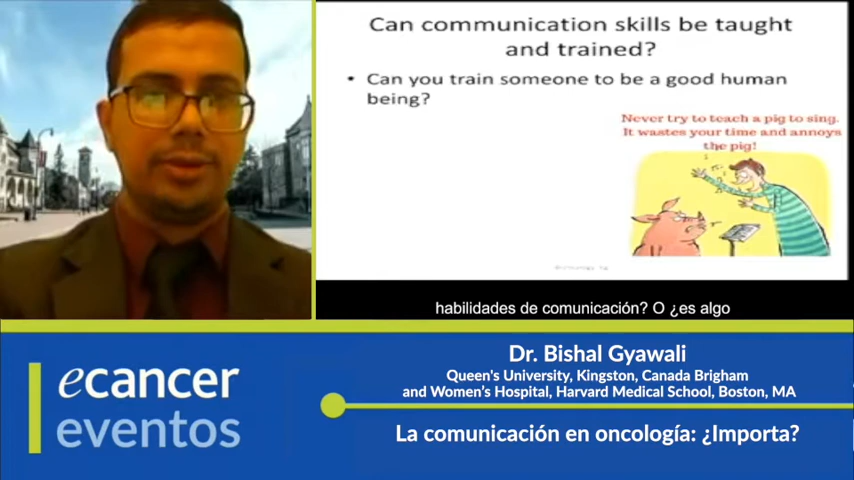 Can communication skills be taught
and trained?
• Can you train someone to be a good human
being?
Never try to teach a pig to sing.
It wastes your time and annoys
the pig!
habilidades de comunicación? O ¿es algo
Dr. Bishal Gyawali
Queen's University, Kingston, Canada Brigham
and Women's Hospital, Harvard Medical School, Boston, MA
ecancer
eventos
La comunicación en oncología: ¿Importa?